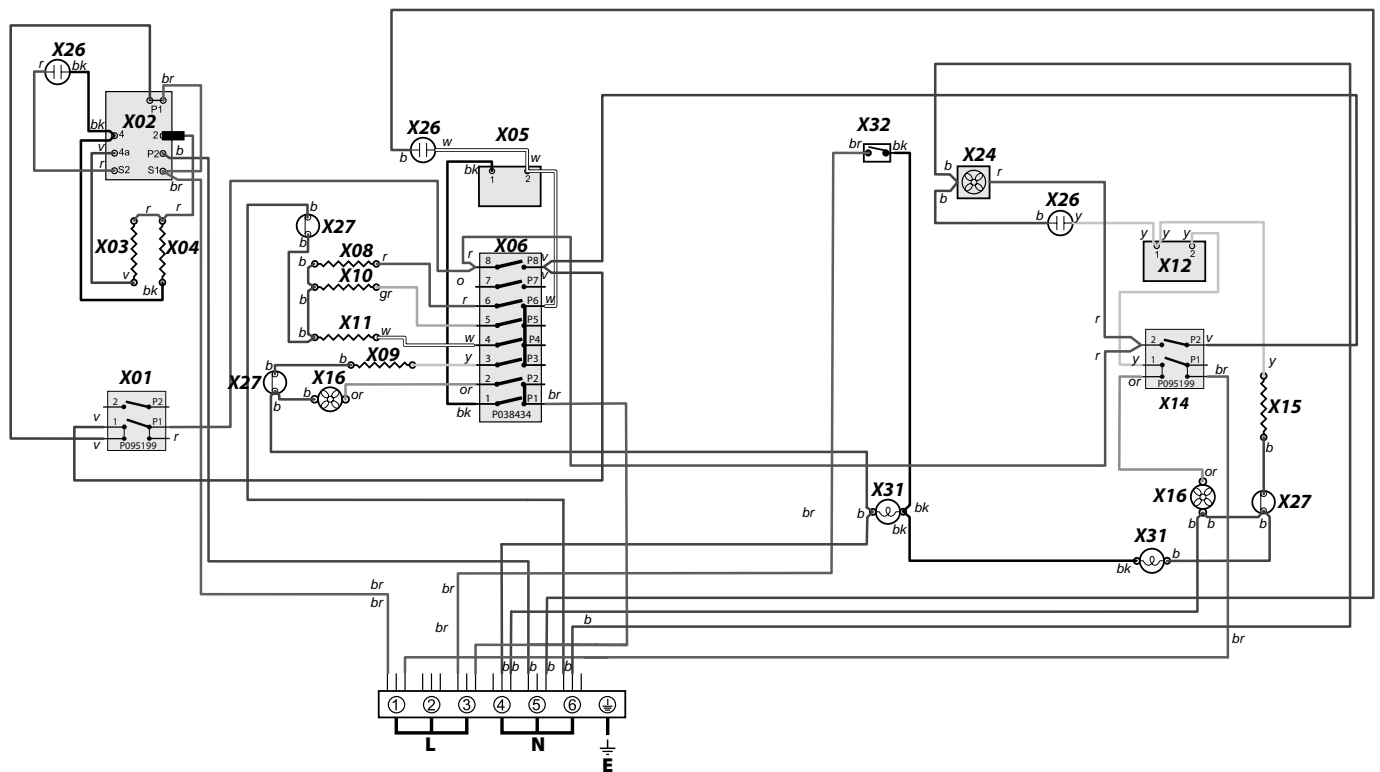 X26
r
bk
br
P1
X02
bk
4
2
v
4a
P2
b
r
S2
S1
br
r
r
X03
X04
v
bk
X01
2
P2
v
1
P1
v
r
P095199
b
X27
b
b
X08
r
X10
b
gr
X11
b
w
b
X09
b
X27
X16
b
or
b
X26
w
b
X05
w
bk
1
2
X06
r
8
P8
v
v
o
7
P7
r
6
P6
w
5
P5
w
4
P4
y
3
P3
or
2
P2
bk
1
P1
br
P038434
X32
br
bk
X24
b
r
b
X26
b
y
y
y
y
1
2
X12
r
2
P2
v
r
y
1
P1
br
or
P095199
X14
y
X15
b
X31
b
bk
bk
br
or
X16
b
b
X27
b
X31
bk
b
br
br
br
br
b
br
b
b
b
b
b
1
2
3
4
5
6
L
N
E